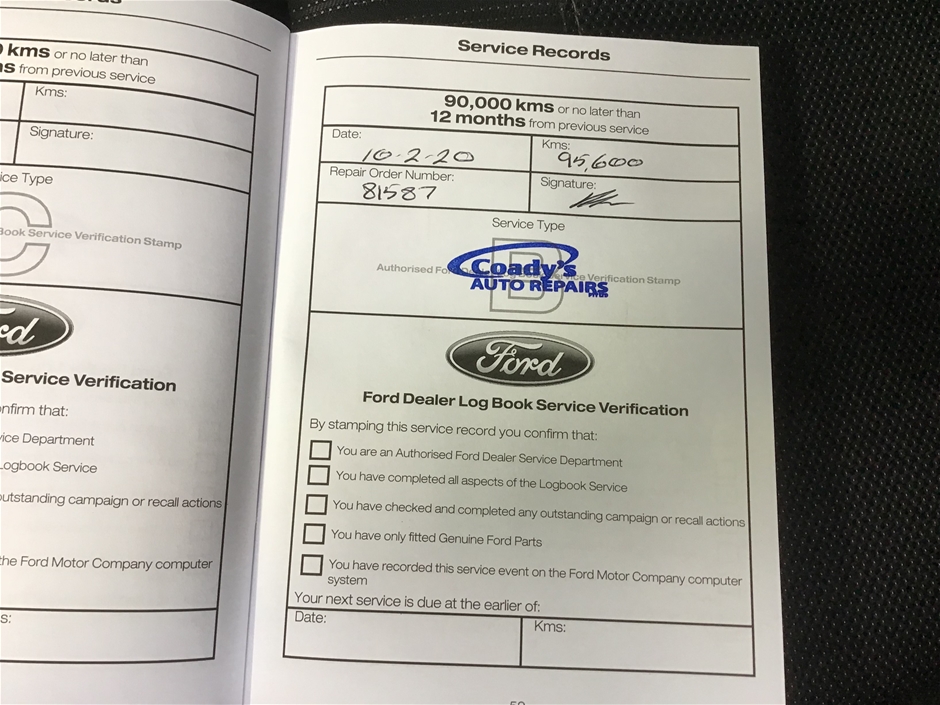 kms or no later than
from previous service
Kms:
Signature:
ice Type
C
Book Service Verification Stamp
Service Verification
nfirm that:
vice Department
Logbook Service
outstanding campaign or recall actions
the Ford Motor Company computer
s:
Service Records
90,000 kms or no later than
12 months from previous service
Date:
10-2-20
Kms:
95,600
Repair Order Number:
81587
Signature:
Service Type
B
Coady's
AUTO REPAIRS
Authorised Fo
Service Verification Stamp
Ford
Ford Dealer Log Book Service Verification
By stamping this service record you confirm that:
You are an Authorised Ford Dealer Service Department
You have completed all aspects of the Logbook Service
You have checked and completed any outstanding campaign or recall actions
You have only fitted Genuine Ford Parts
You have recorded this service event on the Ford Motor Company computer
system
Your next service is due at the earlier of:
Date:
Kms: